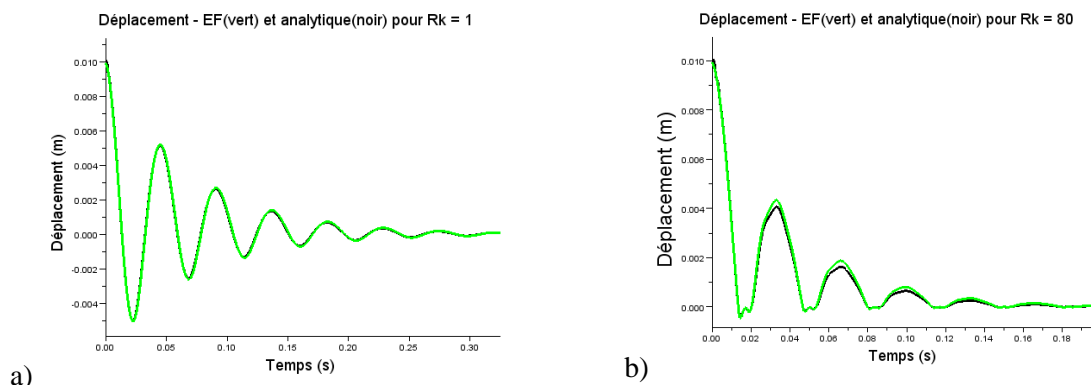 Déplacement - EF(vert) et analytique(noir) pour Rk = 1
0.010
0.008
0.006
0.004
0.002
0.000
-0.002
-0.004
Déplacement (m)
0.00 0.05 0.10 0.15 0.20 0.25 0.30
Temps (s)
a)
Déplacement - EF(vert) et analytique(noir) pour Rk = 80
0.010
0.008
0.006
0.004
0.002
0.000
Déplacement (m)
0.00 0.02 0.04 0.06 0.08 0.10 0.12 0.14 0.16 0.18
Temps (s)
b)